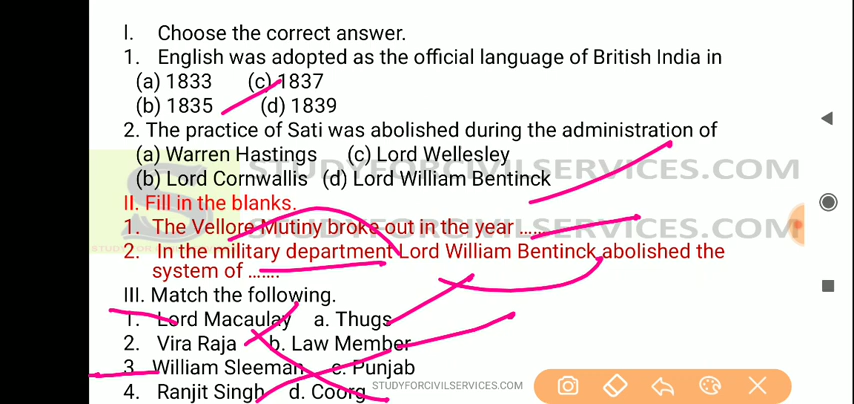 I. Choose the correct answer.
1. English was adopted as the official language of British India in
(a) 1833 (c) 1837
(b) 1835 (d) 1839
2. The practice of Sati was abolished during the administration of
(a) Warren Hastings (c) Lord Wellesley
(b) Lord Cornwallis (d) Lord William Bentinck
STUDYFORCIVILSERVICES.COM
II. Fill in the blanks.
1. The Vellore Mutiny broke out in the year ......
STUDYFORCIVILSERVICES.COM
2. In the military department Lord William Bentinck abolished the
system of .......
III. Match the following.
1. Lord Macaulay a. Thugs
2. Vira Raja b. Law Member
3. William Sleeman c. Punjab
4. Ranjit Singh d. Coorg
STUDYFORCIVILSERVICES.COM